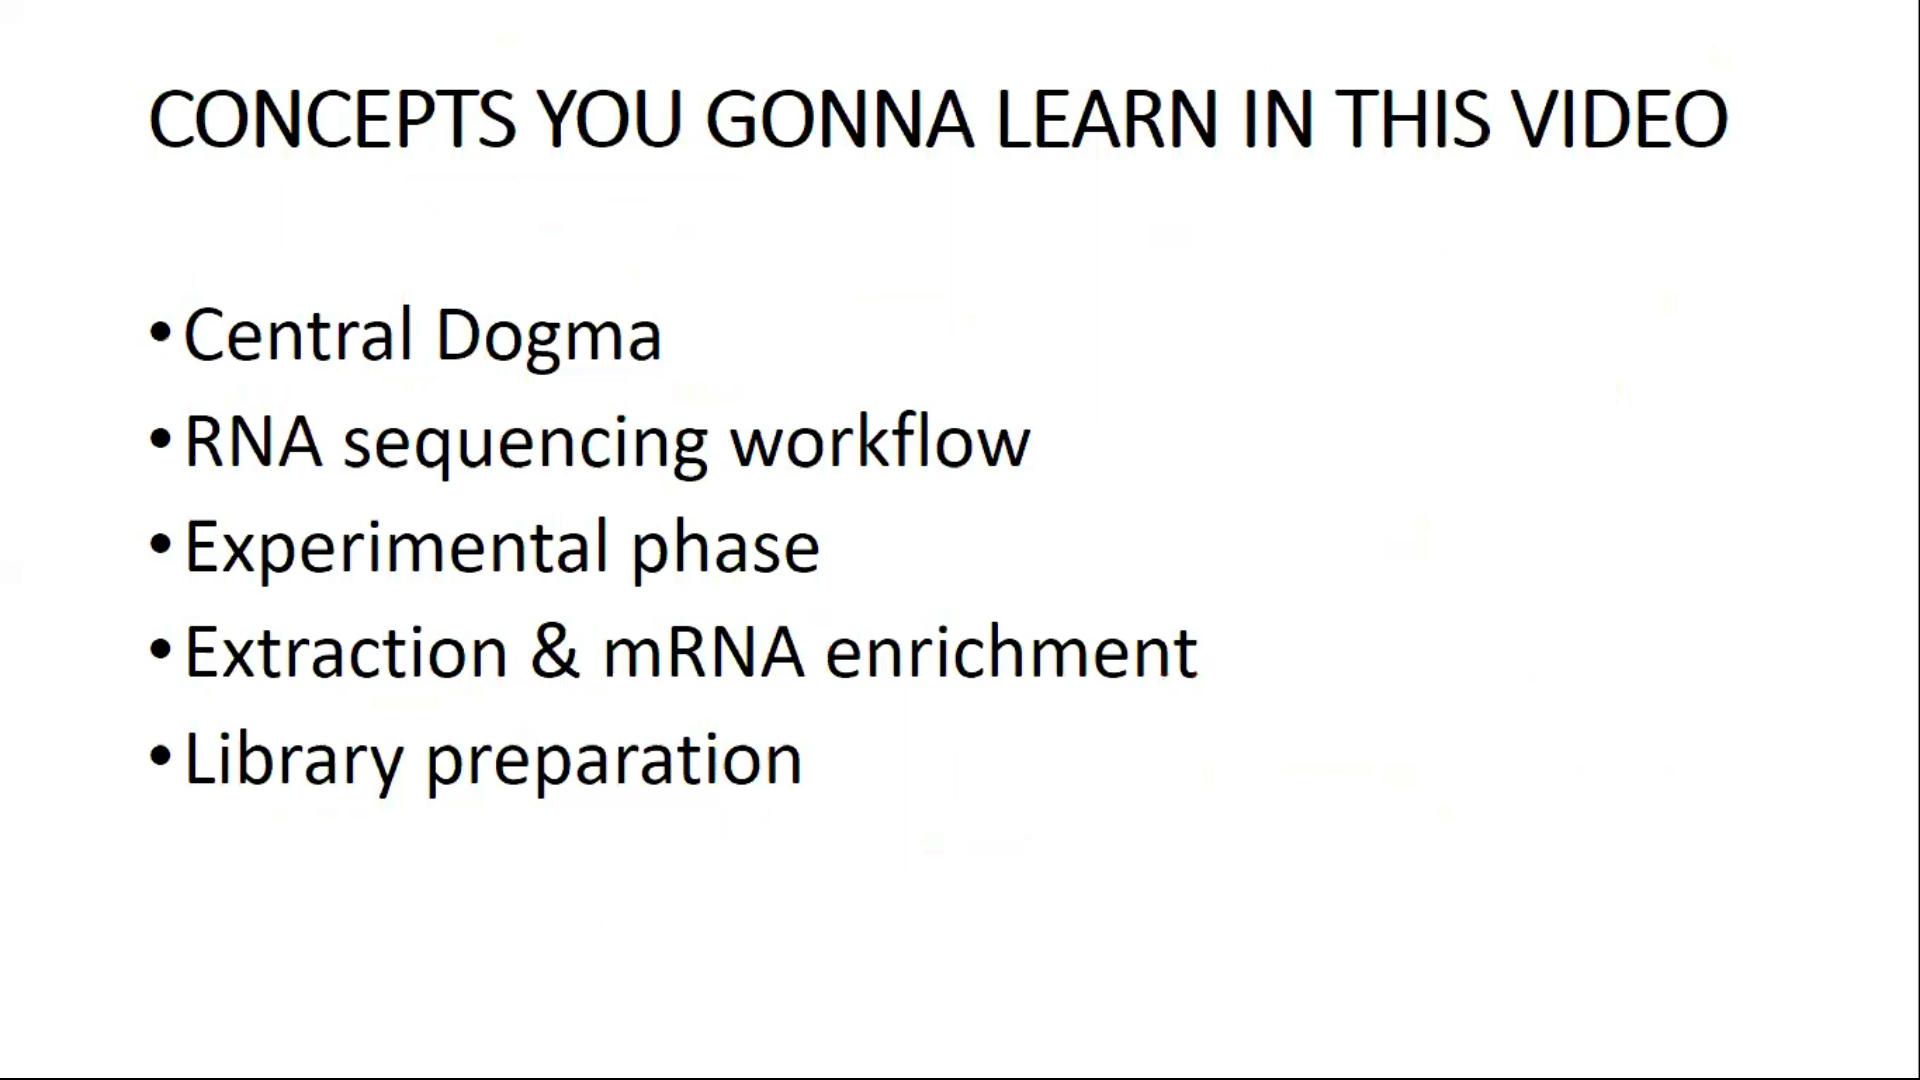 CONCEPTS YOU GONNA LEARN IN THIS VIDEO
•Central Dogma
•RNA sequencing workflow
•Experimental phase
•Extraction & mRNA enrichment
•Library preparation